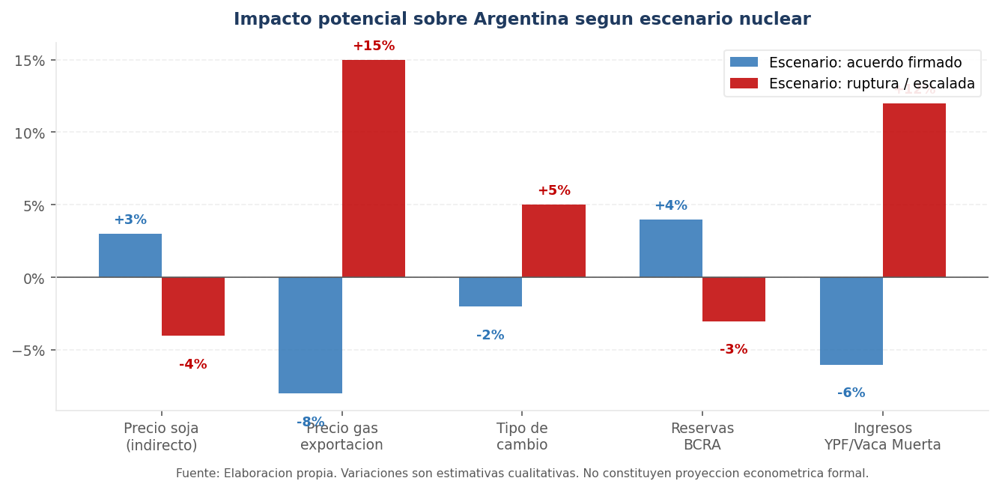 Impacto potencial sobre Argentina segun escenario nuclear
+15%
15%
Escenario: acuerdo firmado
Escenario: ruptura / escalada
+12%
10%
+5%
5%
+4%
+3%
0%
-2%
−5%
-3%
-4%
-6%
-8%
Precio soja
(indirecto)
Precio gas
exportacion
Tipo de
cambio
Reservas
BCRA
Ingresos
YPF/Vaca Muerta
Fuente: Elaboracion propia. Variaciones son estimativas cualitativas. No constituyen proyeccion econometrica formal.